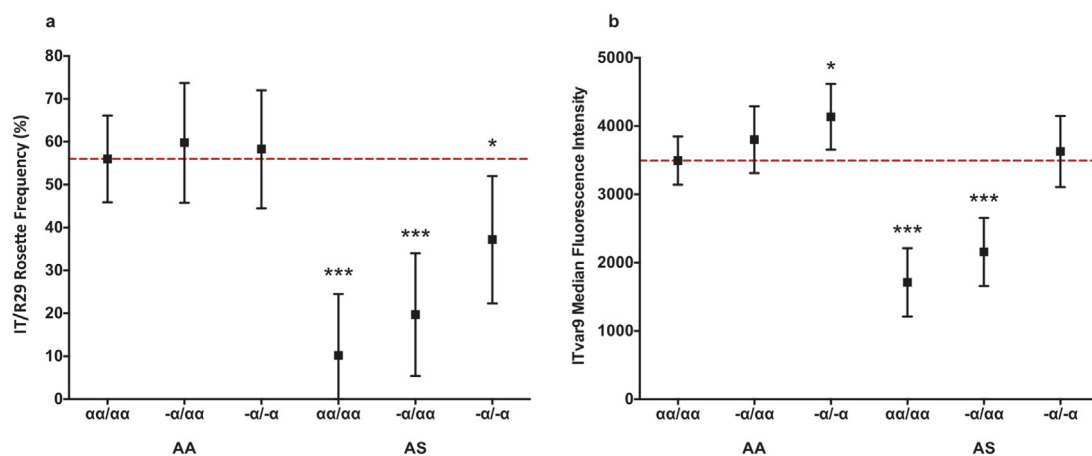 a
IT/R29 Rosette Frequency (%)
80
70
60
50
40
30
20
10
0
*
***
***
αα/αα -α/αα -α/-α αα/αα -α/αα -α/-α
AA AS
b
ITvar9 Median Fluorescence Intensity
5000
4000
3000
2000
1000
0
*
***
***
αα/αα -α/αα -α/-α αα/αα -α/αα -α/-α
AA AS